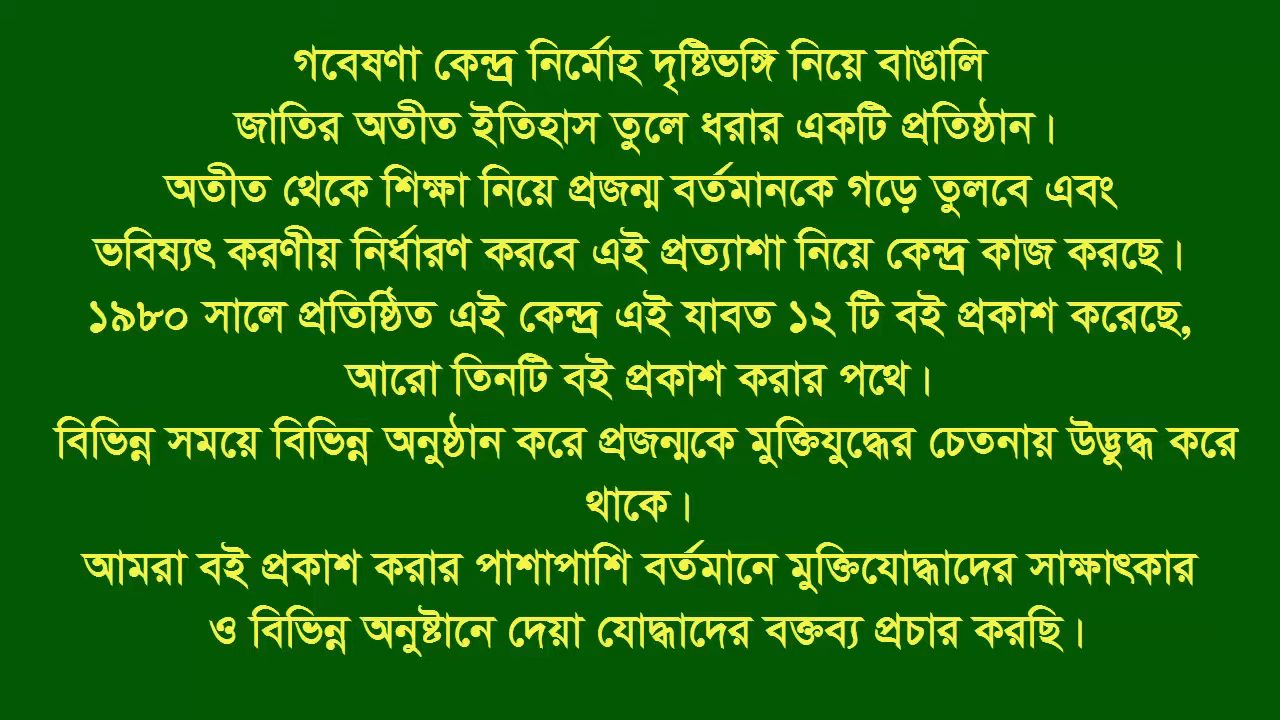 গবেষণা কেন্দ্র নির্মোহ দৃষ্টিভঙ্গি নিয়ে বাঙালি
জাতির অতীত ইতিহাস তুলে ধরার একটি প্রতিষ্ঠান।
অতীত থেকে শিক্ষা নিয়ে প্রজন্ম বর্তমানকে গড়ে তুলবে এবং
ভবিষ্যৎ করণীয় নির্ধারণ করবে এই প্রত্যাশা নিয়ে কেন্দ্র কাজ করছে।
১৯৮০ সালে প্রতিষ্ঠিত এই কেন্দ্র এই যাবত ১২ টি বই প্রকাশ করেছে,
আরো তিনটি বই প্রকাশ করার পথে।
বিভিন্ন সময়ে বিভিন্ন অনুষ্ঠান করে প্রজন্মকে মুক্তিযুদ্ধের চেতনায় উদ্ভুদ্ধ করে
থাকে।
আমরা বই প্রকাশ করার পাশাপাশি বর্তমানে মুক্তিযোদ্ধাদের সাক্ষাৎকার
ও বিভিন্ন অনুষ্টানে দেয়া যোদ্ধাদের বক্তব্য প্রচার করছি।